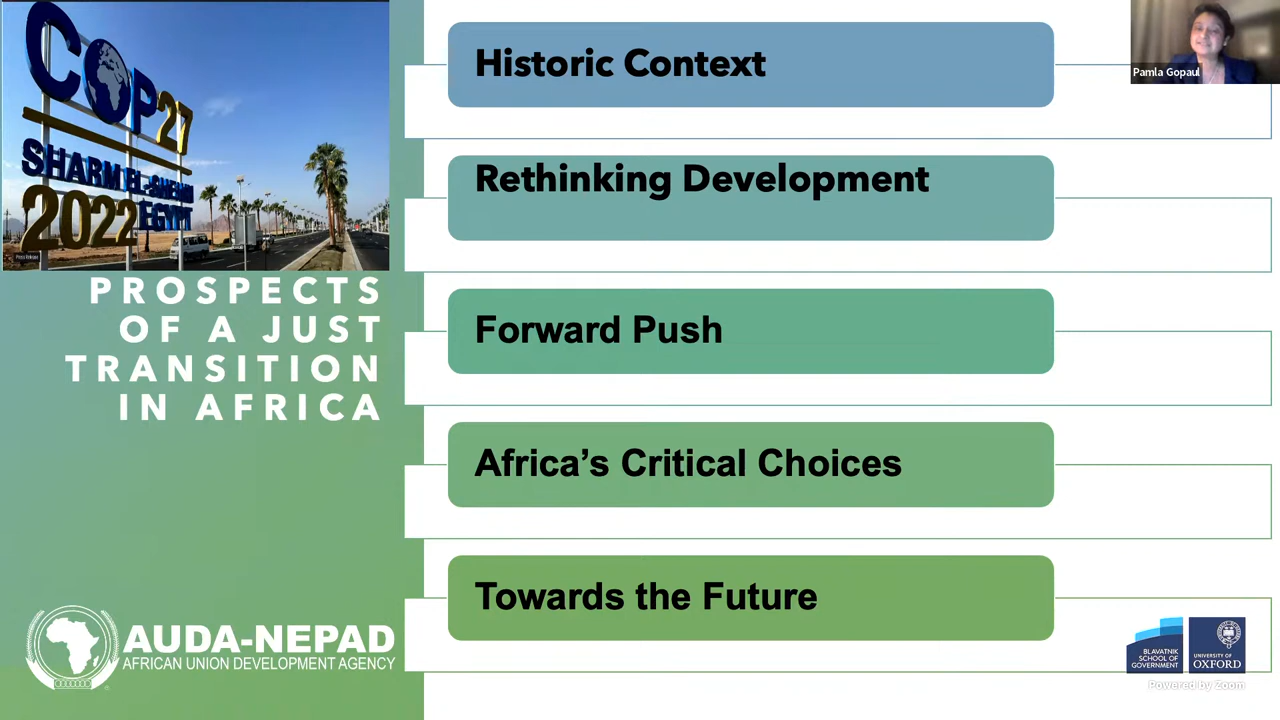 COP27
SHARM EL-SHEIKH
2022 EGYPT
PROSPECTS
OF A JUST
TRANSITION
IN AFRICA
AUDA-NEPAD
AFRICAN UNION DEVELOPMENT AGENCY
Historic Context
Rethinking Development
Forward Push
Africa’s Critical Choices
Towards the Future
Pamla Gopaul
BLAVATNIK
SCHOOL OF
GOVERNMENT
UNIVERSITY OF
OXFORD
Powered by Zoom